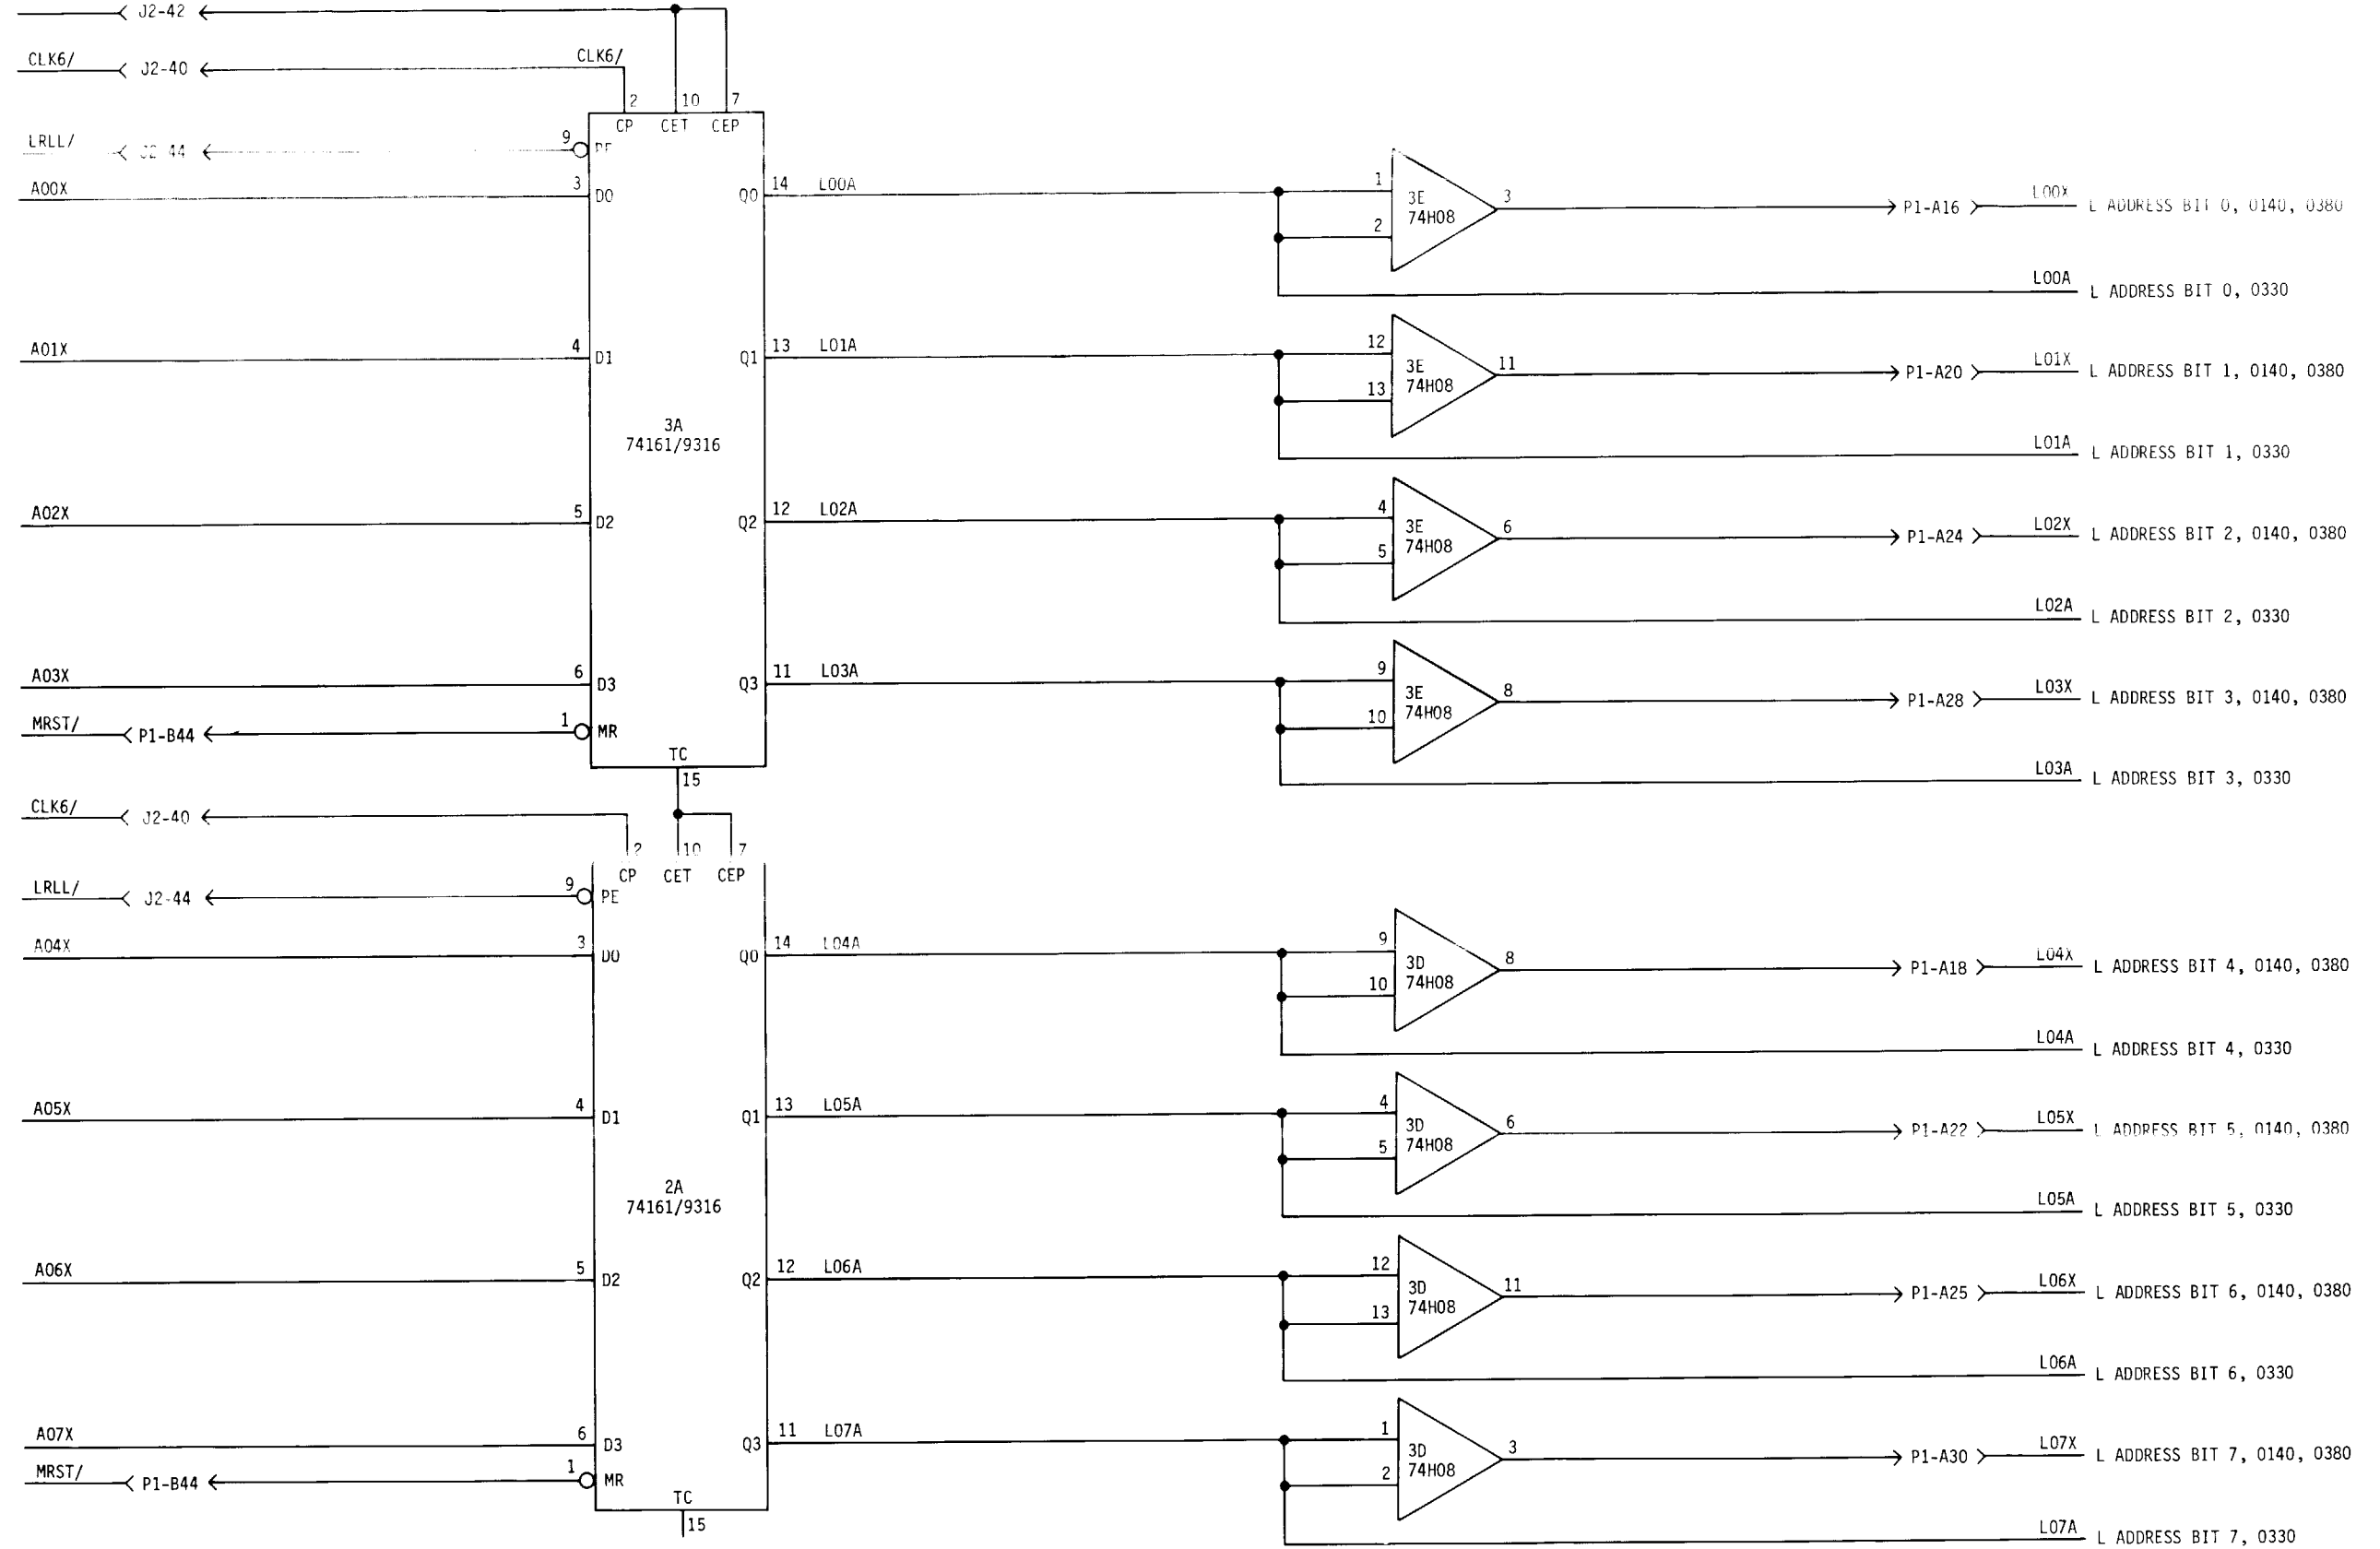 J2-42
CLK6/ J2-40 CLK6/
2 10 7
CP CET CEP
LRLL/ J2-44 9 PE
A00X 3 D0 Q0 14 L00A 1 3E 74H08 3 P1-A16 L00X L ADDRESS BIT 0, 0140, 0380
2
L00A L ADDRESS BIT 0, 0330
A01X 4 D1 Q1 13 L01A 12 3E 74H08 11 P1-A20 L01X L ADDRESS BIT 1, 0140, 0380
13
3A
74161/9316
L01A L ADDRESS BIT 1, 0330
A02X 5 D2 Q2 12 L02A 4 3E 74H08 6 P1-A24 L02X L ADDRESS BIT 2, 0140, 0380
5
L02A L ADDRESS BIT 2, 0330
A03X 6 D3 Q3 11 L03A 9 3E 74H08 8 P1-A28 L03X L ADDRESS BIT 3, 0140, 0380
MRST/ P1-B44 1 MR 10
TC
15
L03A L ADDRESS BIT 3, 0330
CLK6/ J2-40
2 10 7
CP CET CEP
LRLL/ J2-44 9 PE
A04X 3 D0 Q0 14 L04A 9 3D 74H08 8 P1-A18 L04X L ADDRESS BIT 4, 0140, 0380
10
L04A L ADDRESS BIT 4, 0330
A05X 4 D1 Q1 13 L05A 4 3D 74H08 6 P1-A22 L05X L ADDRESS BIT 5, 0140, 0380
5
2A
74161/9316
L05A L ADDRESS BIT 5, 0330
A06X 5 D2 Q2 12 L06A 12 3D 74H08 11 P1-A25 L06X L ADDRESS BIT 6, 0140, 0380
13
L06A L ADDRESS BIT 6, 0330
A07X 6 D3 Q3 11 L07A 1 3D 74H08 3 P1-A30 L07X L ADDRESS BIT 7, 0140, 0380
MRST/ P1-B44 1 MR 2
TC
15
L07A L ADDRESS BIT 7, 0330